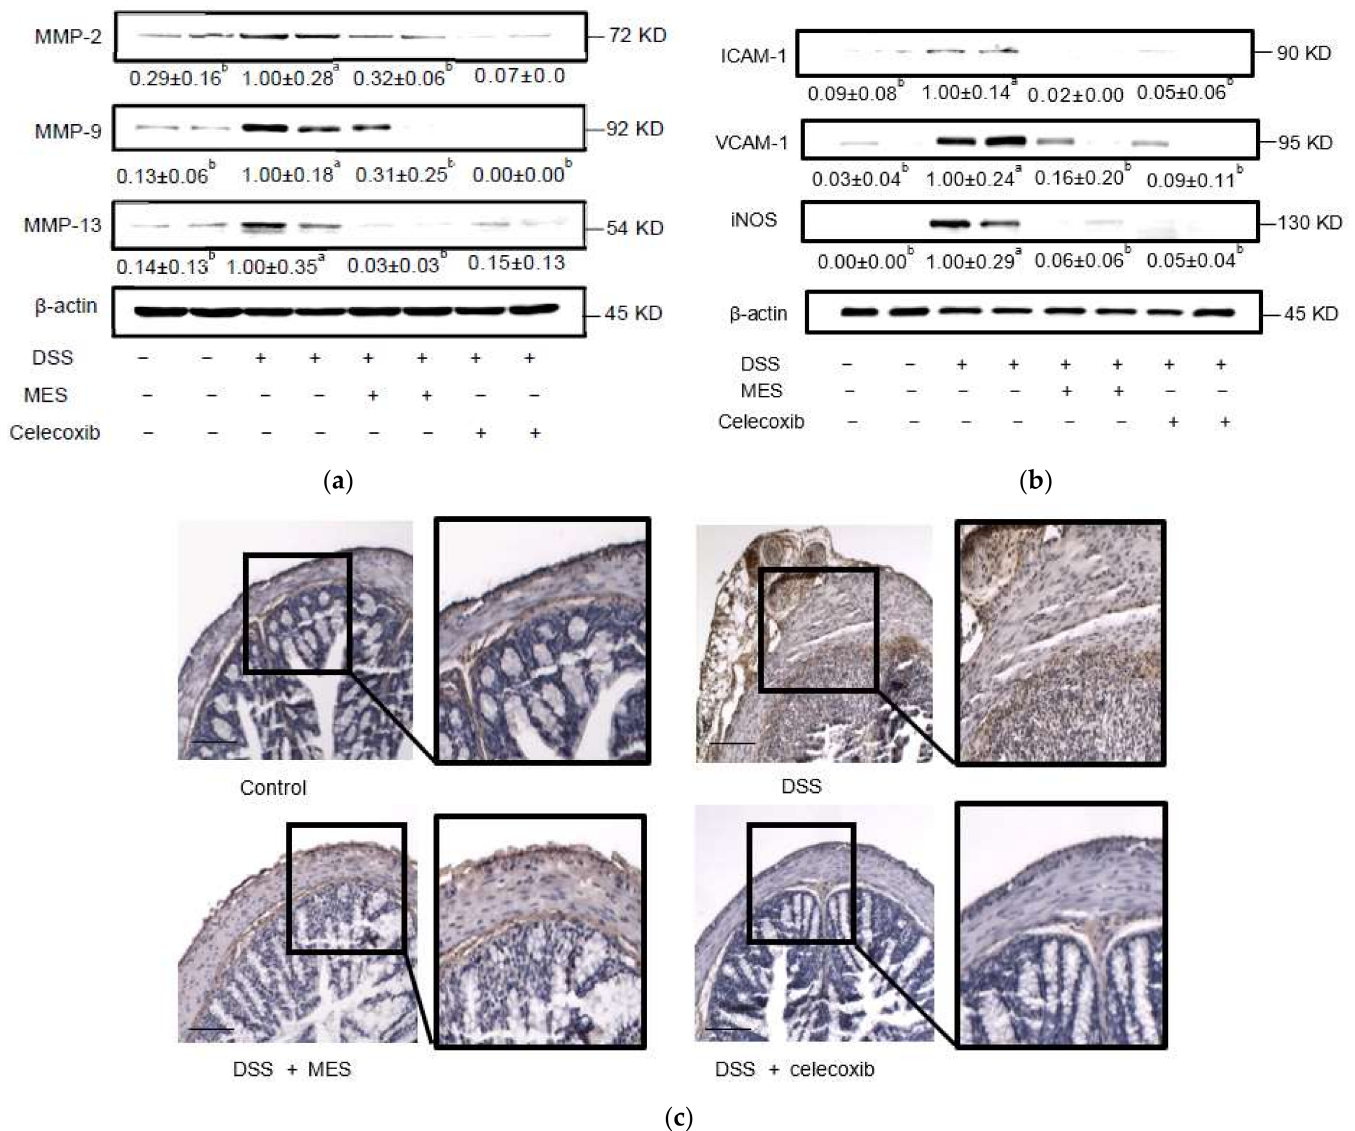 MMP-2 72 KD
0.29±0.16b 1.00±0.28a 0.32±0.06b 0.07±0.0
MMP-9 92 KD
0.13±0.06b 1.00±0.18a 0.31±0.25b 0.00±0.00b
MMP-13 54 KD
0.14±0.13b 1.00±0.35a 0.03±0.03b 0.15±0.13
β-actin 45 KD
DSS − − + + + + + +
MES − − − − + + − −
Celecoxib − − − − − − + +
(a)
ICAM-1 90 KD
0.09±0.08b 1.00±0.14a 0.02±0.00 0.05±0.06b
VCAM-1 95 KD
0.03±0.04b 1.00±0.24a 0.16±0.20b 0.09±0.11b
iNOS 130 KD
0.00±0.00b 1.00±0.29a 0.06±0.06b 0.05±0.04b
β-actin 45 KD
DSS − − + + + + + +
MES − − − − + + − −
Celecoxib − − − − − − + +
(b)
Control DSS
DSS + MES DSS + celecoxib
(c)